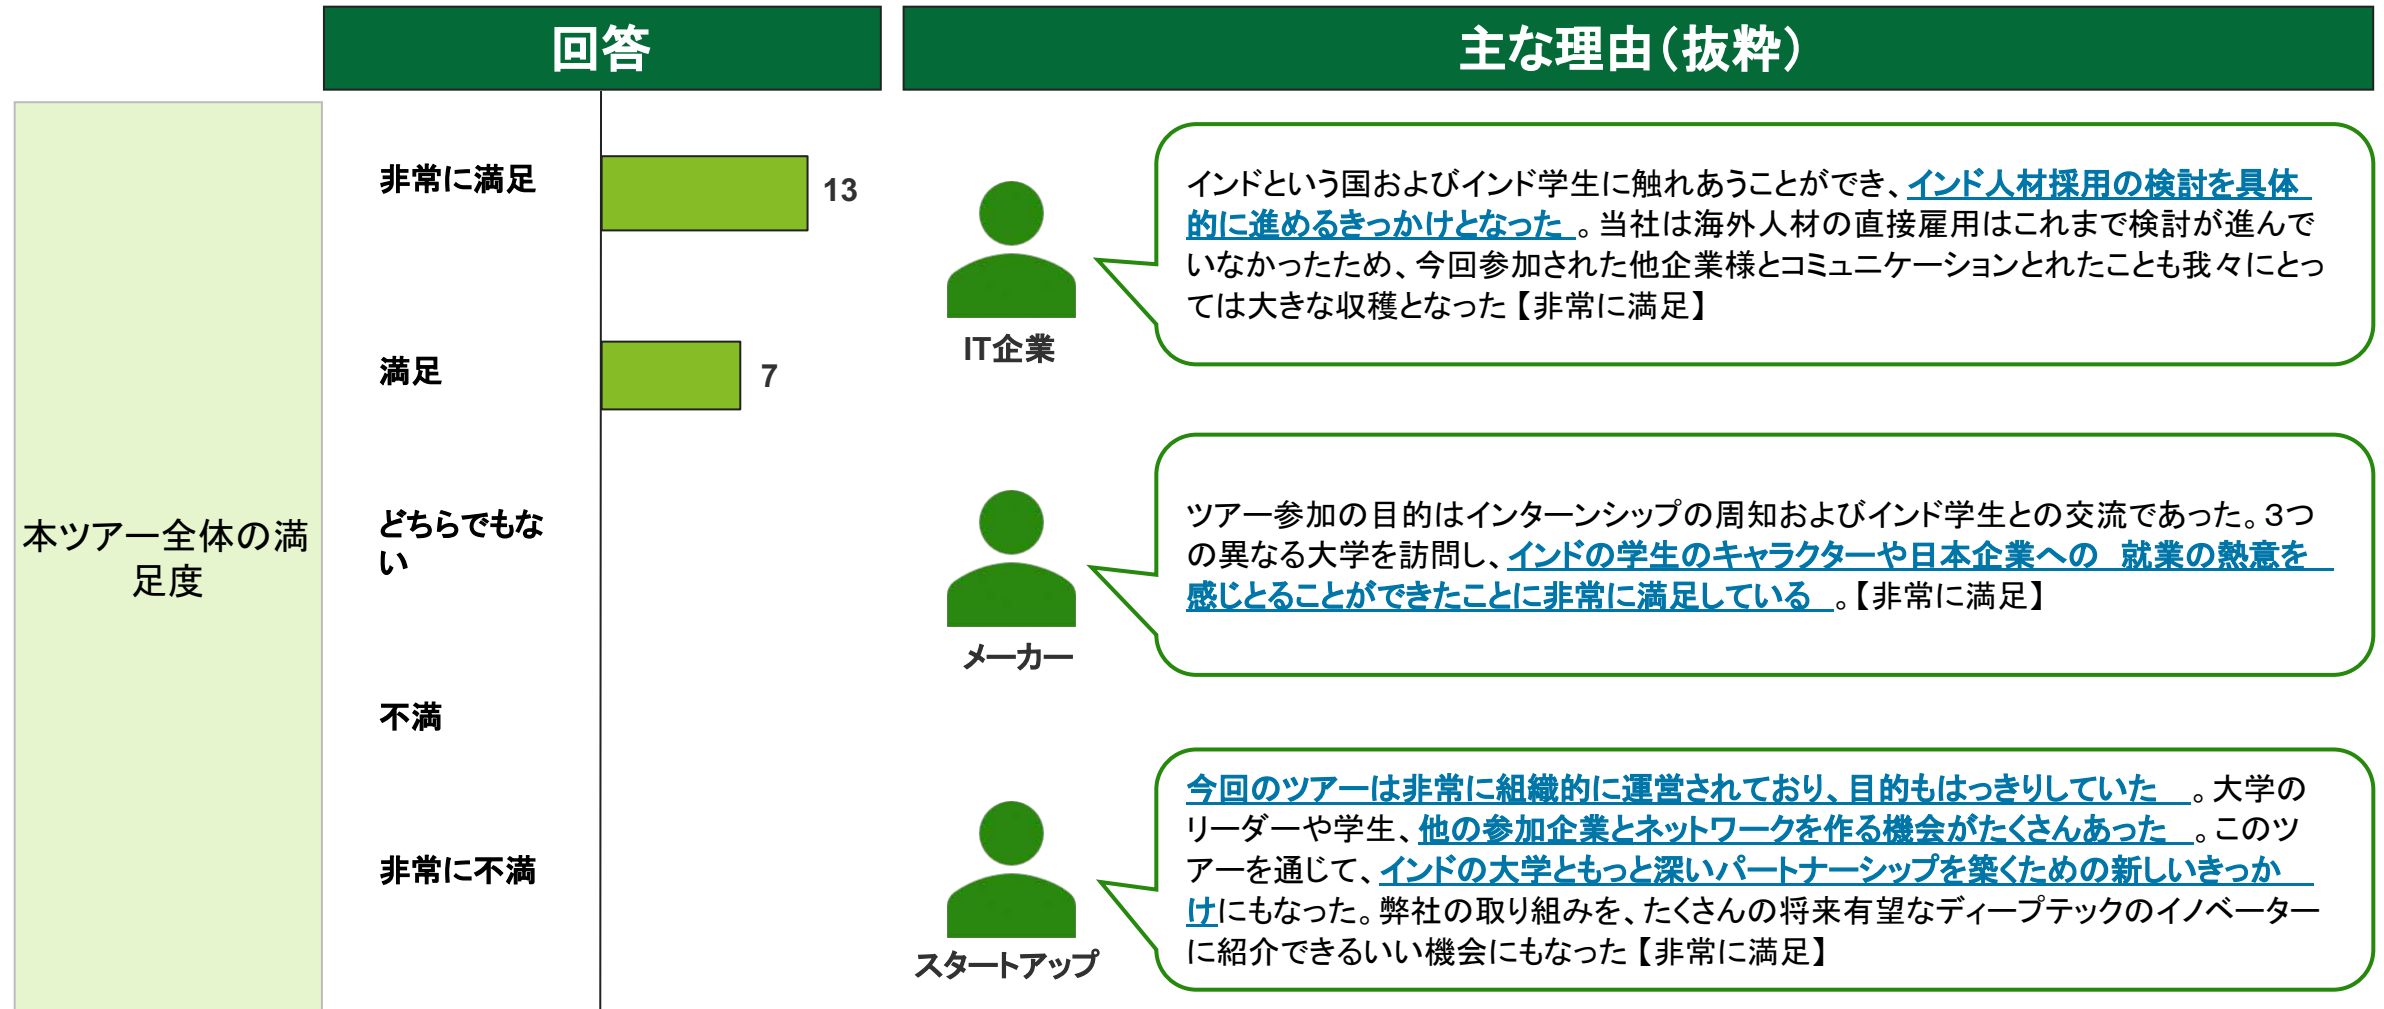 回答
主な理由（抜粋）
本ツアー全体の満
足度
非常に満足
13
満足
7
どちらでもな
い
不満
非常に不満
インドという国およびインド学生に触れあうことができ、インド人材採用の検討を具体
的に進めるきっかけとなった 。当社は海外人材の直接雇用はこれまで検討が進んで
いなかったため、今回参加された他企業様とコミュニケーションとれたことも我々にとっ
ては大きな収穫となった【非常に満足】
IT企業
ツアー参加の目的はインターンシップの周知およびインド学生との交流であった。3つ
の異なる大学を訪問し、インドの学生のキャラクターや日本企業への 就業の熱意を
感じとることができたことに非常に満足している 。【非常に満足】
メーカー
今回のツアーは非常に組織的に運営されており、目的もはっきりしていた 。大学の
リーダーや学生、他の参加企業とネットワークを作る機会がたくさんあった 。このツ
アーを通じて、インドの大学ともっと深いパートナーシップを築くための新しいきっか
けにもなった。弊社の取り組みを、たくさんの将来有望なディープテックのイノベーター
に紹介できるいい機会にもなった【非常に満足】
スタートアップ